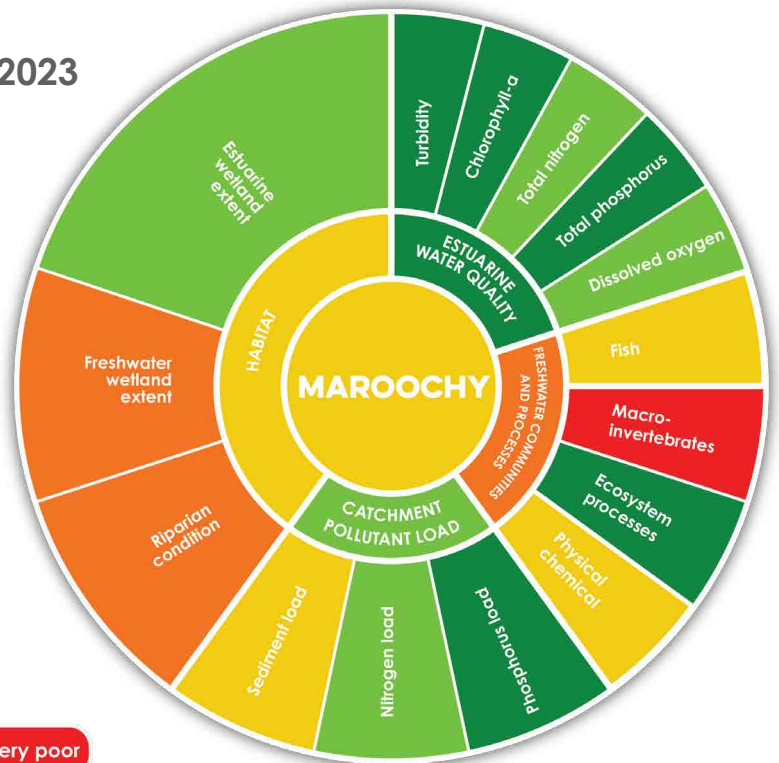 2023
Turbidity
Chlorophyll-a
Total nitrogen
Total phosphorus
Dissolved oxygen
Fish
Macro-
invertebrates
Ecosystem
processes
Physical
chemical
Phosphorus load
Nitrogen load
Sediment load
Riparian
condition
Freshwater
wetland
extent
Estuarine
wetland
extent
ESTUARINE
WATER QUALITY
FRESHWATER COMMUNITIES
AND PROCESSES
CATCHMENT
POLLUTANT LOAD
HABITAT
MAROOCHY
ery poor